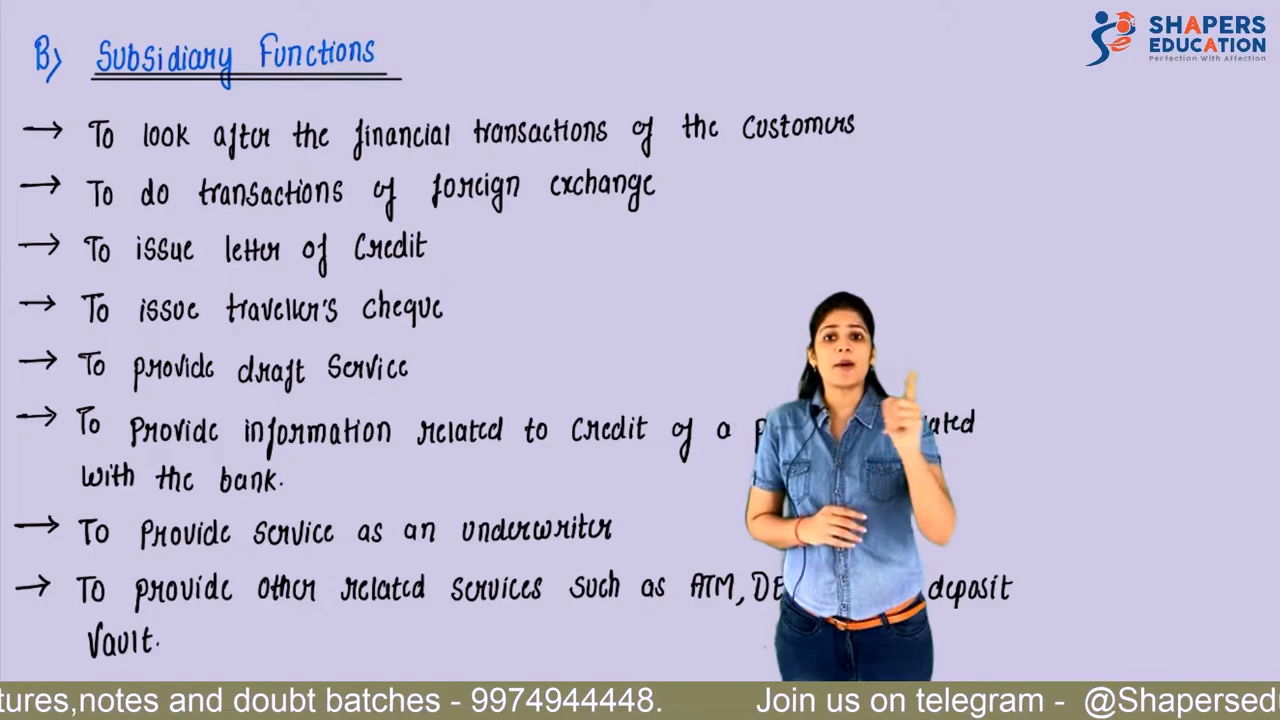 SHAPERS
EDUCATION
Perfection With Affection
B) Subsidiary Functions
→ To look after the financial transactions of the Customers
→ To do transactions of foreign exchange
→ To issue letter of Credit
→ To issue traveller's cheque
→ To provide draft Service
→ To provide information related to Credit of a
with the bank.
→ To Provide service as an underwriter
→ To provide other related services such as ATM, deposit
Vault.
notes and doubt batches - 9974944448. Join us on telegram -